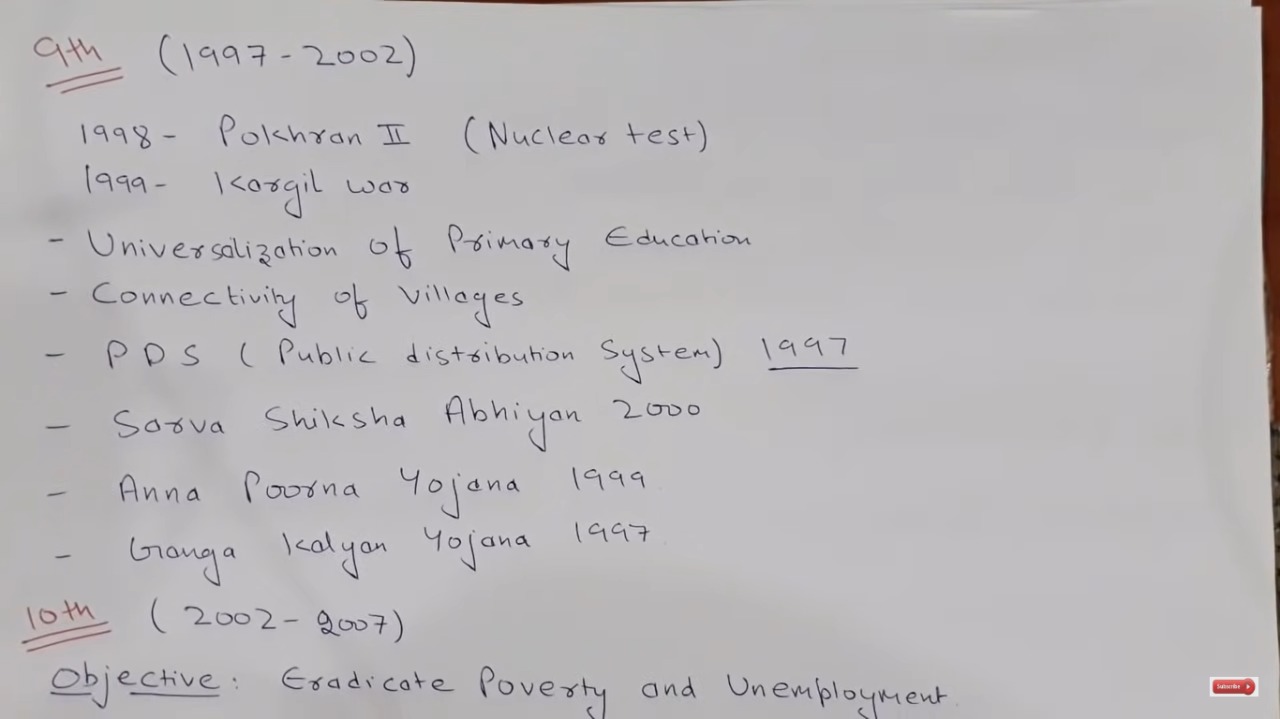 9th (1997-2002)
1998- Pokhran II (Nuclear test)
1999- Kargil war
- Universalization of Primary Education
- Connectivity of Villages
- PDS (Public distribution System) 1997
- Sarva Shiksha Abhiyan 2000
- Anna Poorna Yojana 1999
- Ganga Kalyan Yojana 1997
10th (2002-2007)
Objective: Eradicate Poverty and Unemployment.
Subscribe